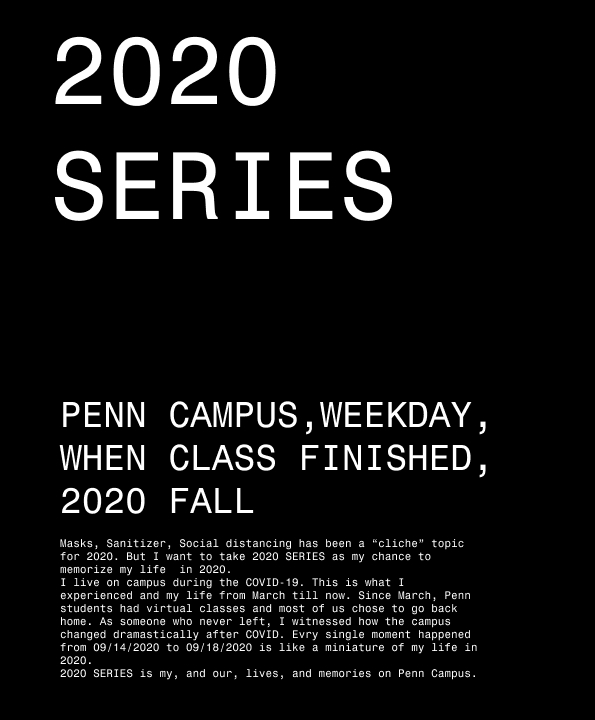 2020
SERIES
PENN CAMPUS,WEEKDAY,
WHEN CLASS FINISHED,
2020 FALL
Masks, Sanitizer, Social distancing has been a “cliche” topic
for 2020. But I want to take 2020 SERIES as my chance to
memorize my life  in 2020.
I live on campus during the COVID-19. This is what I
experienced and my life from March till now. Since March, Penn
students had virtual classes and most of us chose to go back
home. As someone who never left, I witnessed how the campus
changed dramastically after COVID. Evry single moment happened
from 09/14/2020 to 09/18/2020 is like a miniature of my life in
2020.
2020 SERIES is my, and our, lives, and memories on Penn Campus.